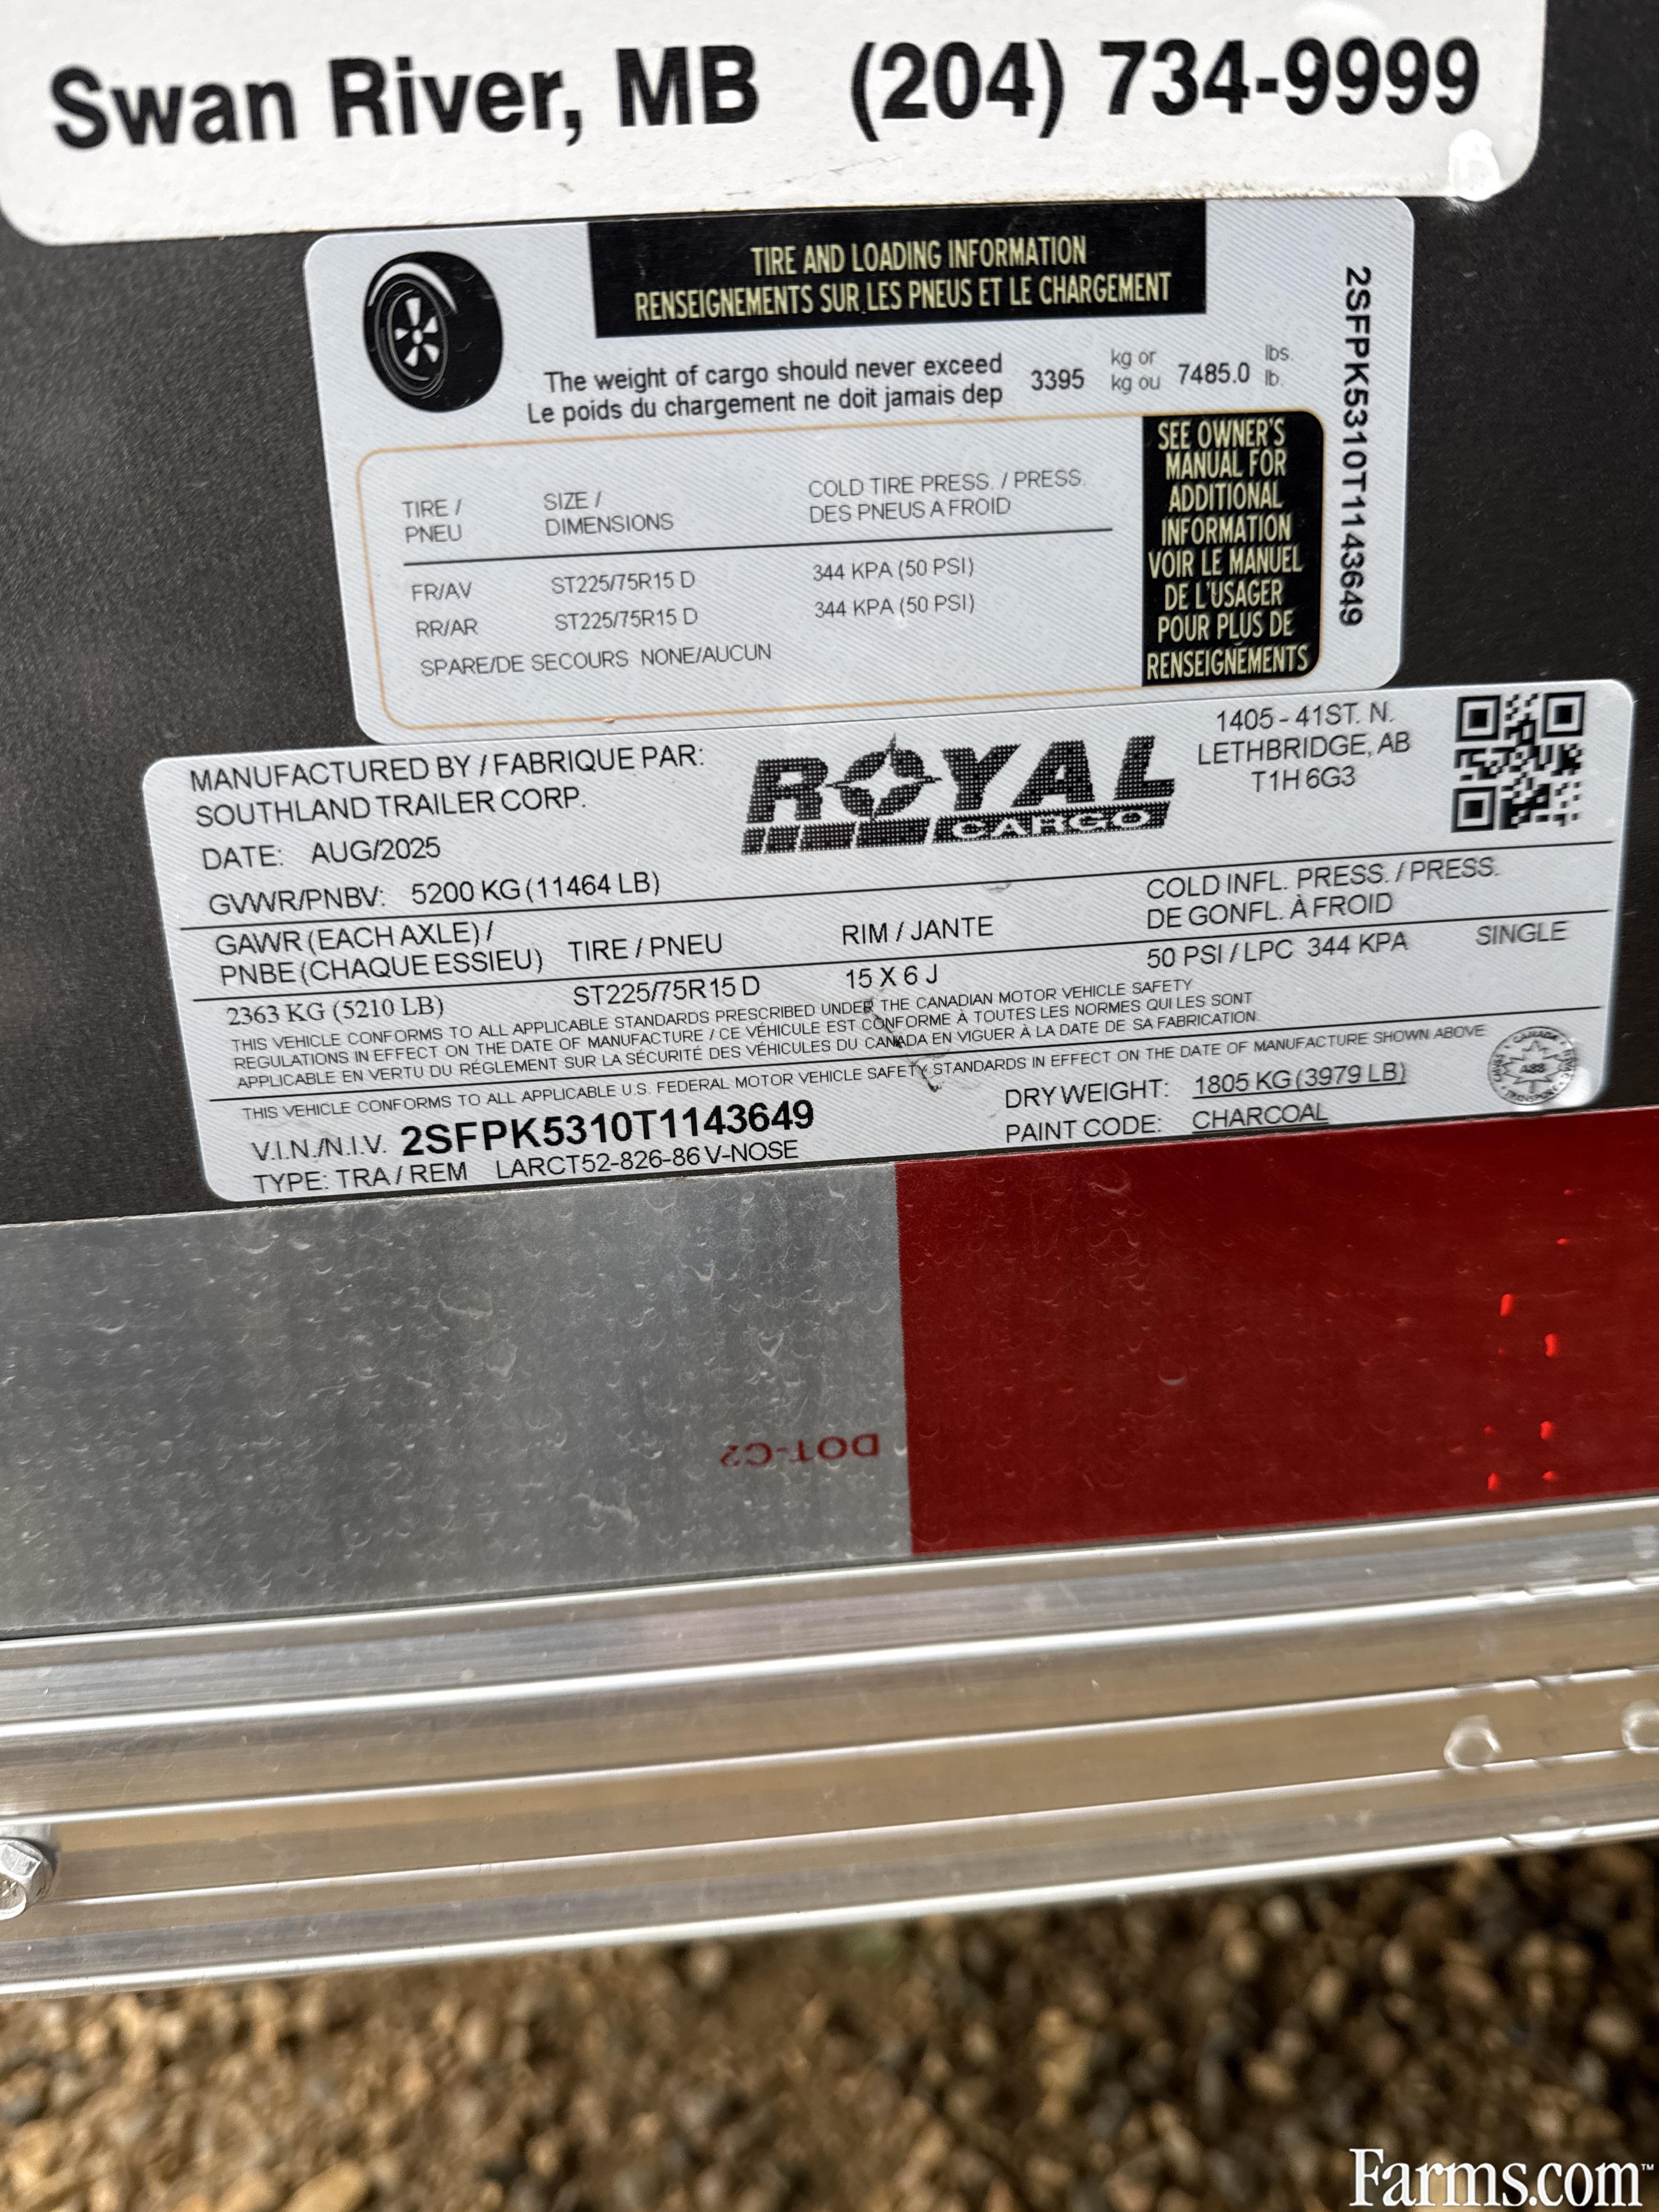 Swan River, MB (204) 734-9999
TIRE AND LOADING INFORMATION
RENSEIGNEMENTS SUR LES PNEUS ET LE CHARGEMENT
The weight of cargo should never exceed 3395 kg or 7485.0 lbs.
Le poids du chargement ne doit jamais dep kg ou lb.
TIRE / SIZE / COLD TIRE PRESS. / PRESS.
PNEU DIMENSIONS DES PNEUS A FROID
FR/AV ST225/75R15 D 344 KPA (50 PSI)
RR/AR ST225/75R15 D 344 KPA (50 PSI)
SPARE/DE SECOURS NONE/AUCUN
SEE OWNER'S
MANUAL FOR
ADDITIONAL
INFORMATION
VOIR LE MANUEL
DE L'USAGER
POUR PLUS DE
RENSEIGNEMENTS
2SFPK5310T1143649
MANUFACTURED BY / FABRIQUE PAR:
SOUTHLAND TRAILER CORP.
DATE: AUG/2025
ROYAL
CARGO
1405 - 41ST. N.
LETHBRIDGE, AB
T1H 6G3
GVWR/PNBV: 5200 KG (11464 LB)
GAWR (EACH AXLE) / TIRE / PNEU RIM / JANTE COLD INFL. PRESS. / PRESS.
PNBE (CHAQUE ESSIEU) DE GONFL. À FROID
2363 KG (5210 LB) ST225/75R15 D 15 X 6 J 50 PSI / LPC 344 KPA SINGLE
THIS VEHICLE CONFORMS TO ALL APPLICABLE STANDARDS PRESCRIBED UNDER THE CANADIAN MOTOR VEHICLE SAFETY
REGULATIONS IN EFFECT ON THE DATE OF MANUFACTURE / CE VÉHICULE EST CONFORME À TOUTES LES NORMES QUI LES SONT
APPLICABLE EN VERTU DU RÉGLEMENT SUR LA SÉCURITÉ DES VÉHICULES DU CANADA EN VIGUER À LA DATE DE SA FABRICATION.
THIS VEHICLE CONFORMS TO ALL APPLICABLE U.S. FEDERAL MOTOR VEHICLE SAFETY STANDARDS IN EFFECT ON THE DATE OF MANUFACTURE SHOWN ABOVE
V.I.N./N.I.V. 2SFPK5310T1143649 DRY WEIGHT: 1805 KG (3979 LB)
TYPE: TRA / REM LARCT52-826-86 V-NOSE PAINT CODE: CHARCOAL
CANADA
TRANSPORT
DOT-C2
Farms.com™